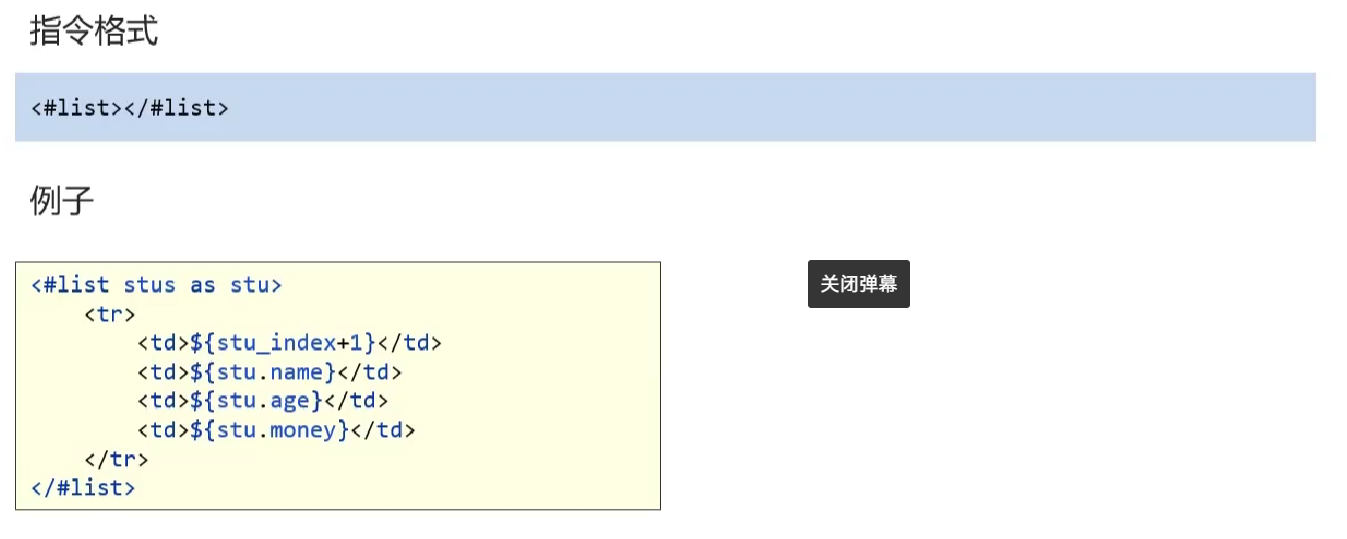 指令格式
<#list></#list>
例子
<#list stus as stu>
    <tr>
        <td>${stu_index+1}</td>
        <td>${stu.name}</td>
        <td>${stu.age}</td>
        <td>${stu.money}</td>
    </tr>
</#list>
关闭弹幕